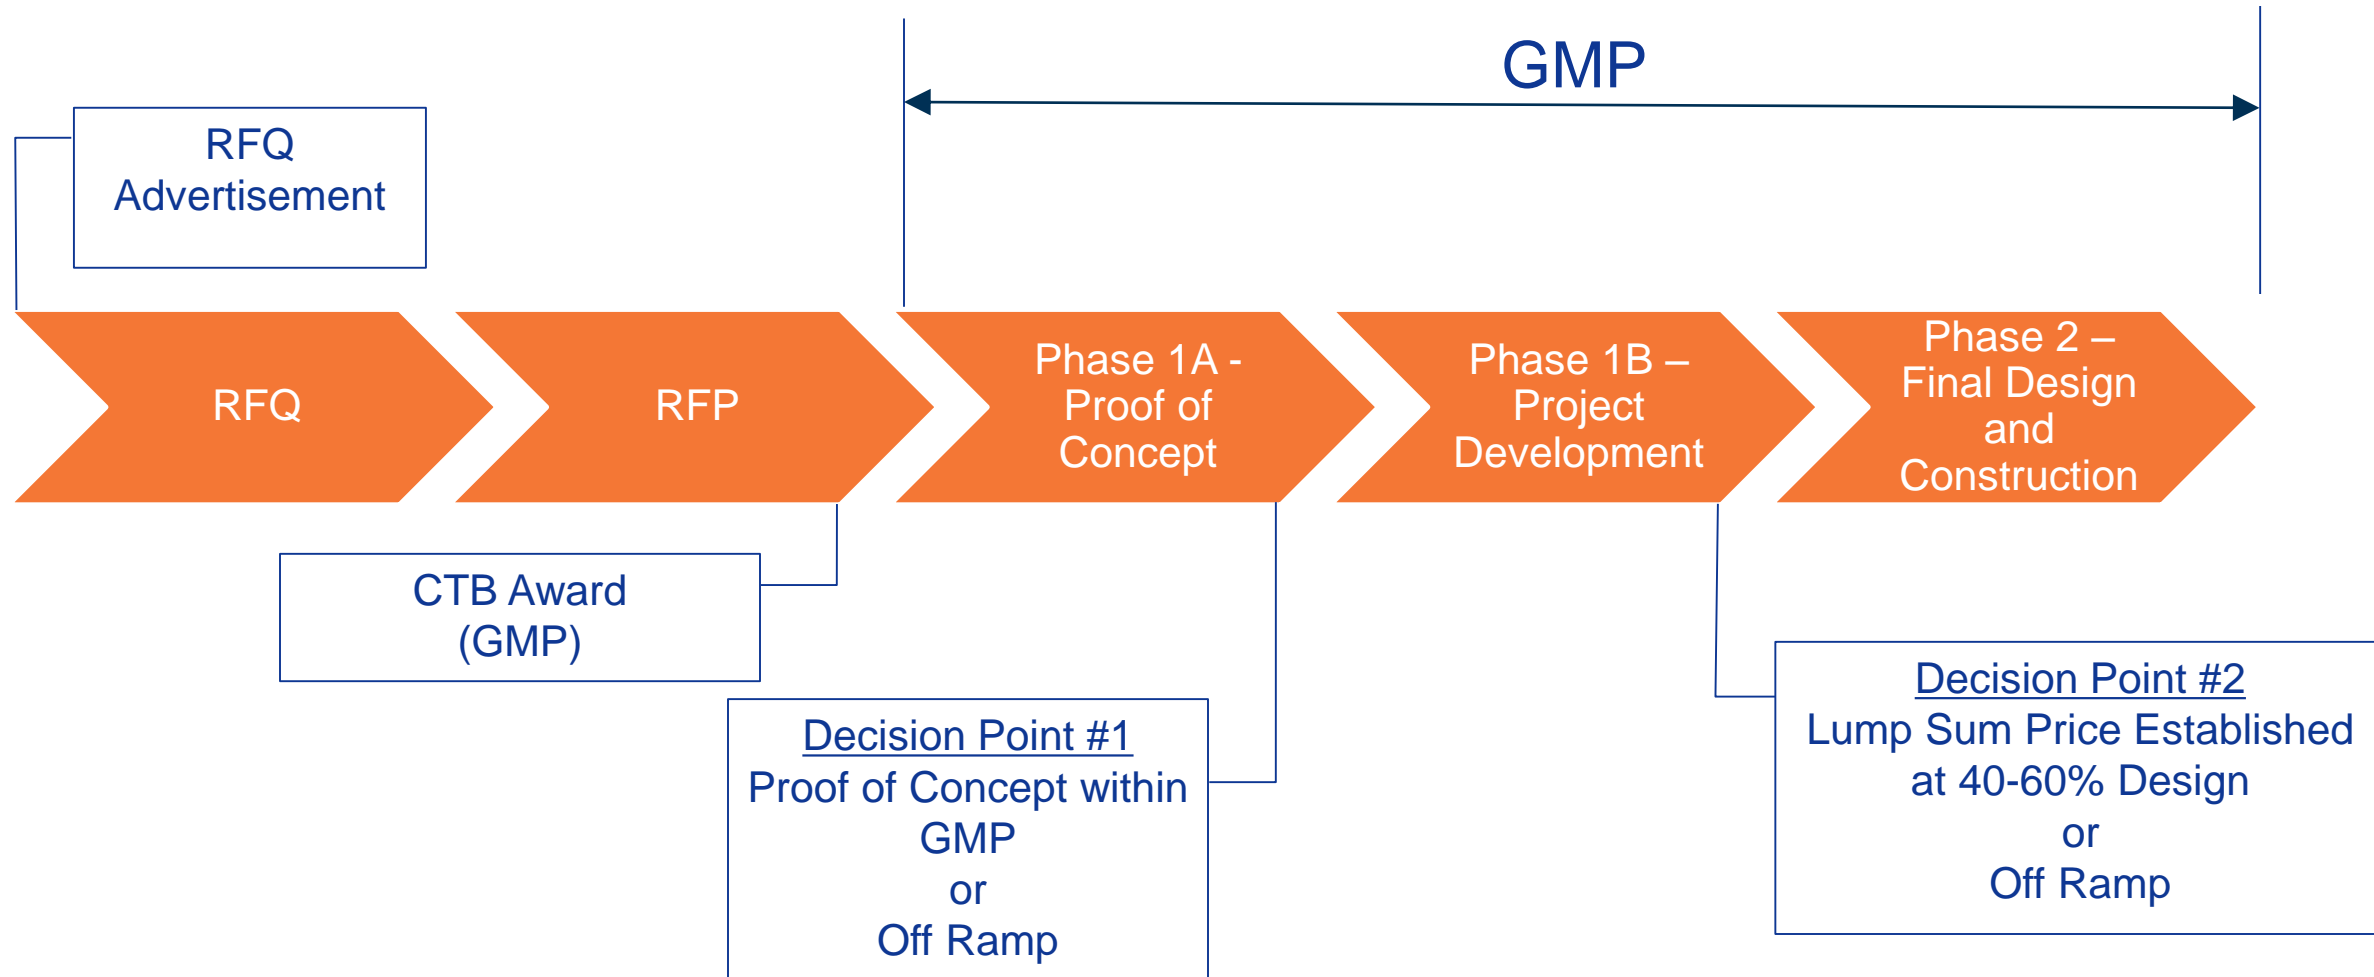 GMP
RFQ
Advertisement
RFQ
RFP
Phase 1A -
Proof of
Concept
Phase 1B –
Project
Development
Phase 2 –
Final Design
and
Construction
CTB Award
(GMP)
Decision Point #1
Proof of Concept within
GMP
or
Off Ramp
Decision Point #2
Lump Sum Price Established
at 40-60% Design
or
Off Ramp